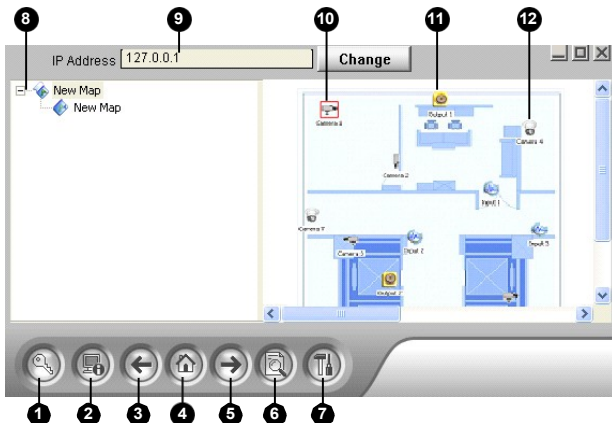 8 9 10 11 12
IP Address 127.0.0.1 Change
New Map
New Map
Camera 1
Output 1
Camera 4
Camera 2
Input 1
Camera 3
Input 2
Input 3
Output 2
1 2 3 4 5 6 7